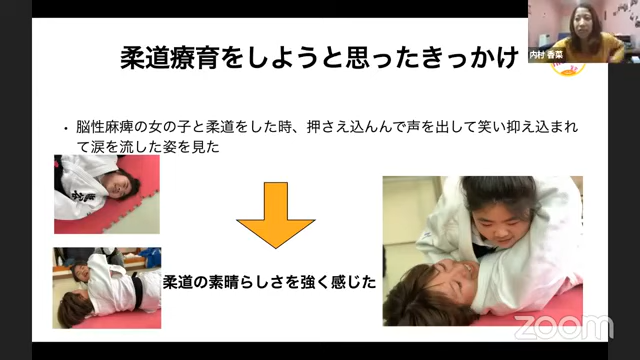 柔道療育をしようと思ったきっかけ
内村 香菜
・脳性麻痺の女の子と柔道をした時、押さえ込んんで声を出して笑い抑え込まれ
て涙を流した姿を見た
柔道の素晴らしさを強く感じた
zoom